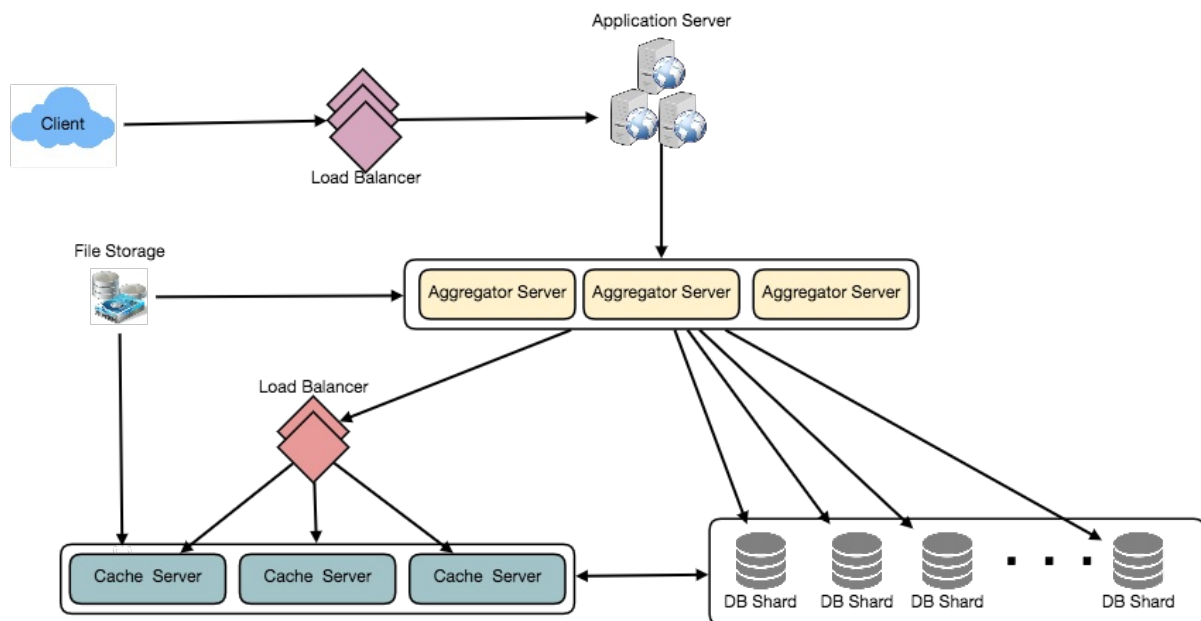 Application Server
Client
Load Balancer
File Storage
Aggregator Server
Aggregator Server
Aggregator Server
Load Balancer
Cache Server
Cache Server
Cache Server
DB Shard
DB Shard
DB Shard
DB Shard